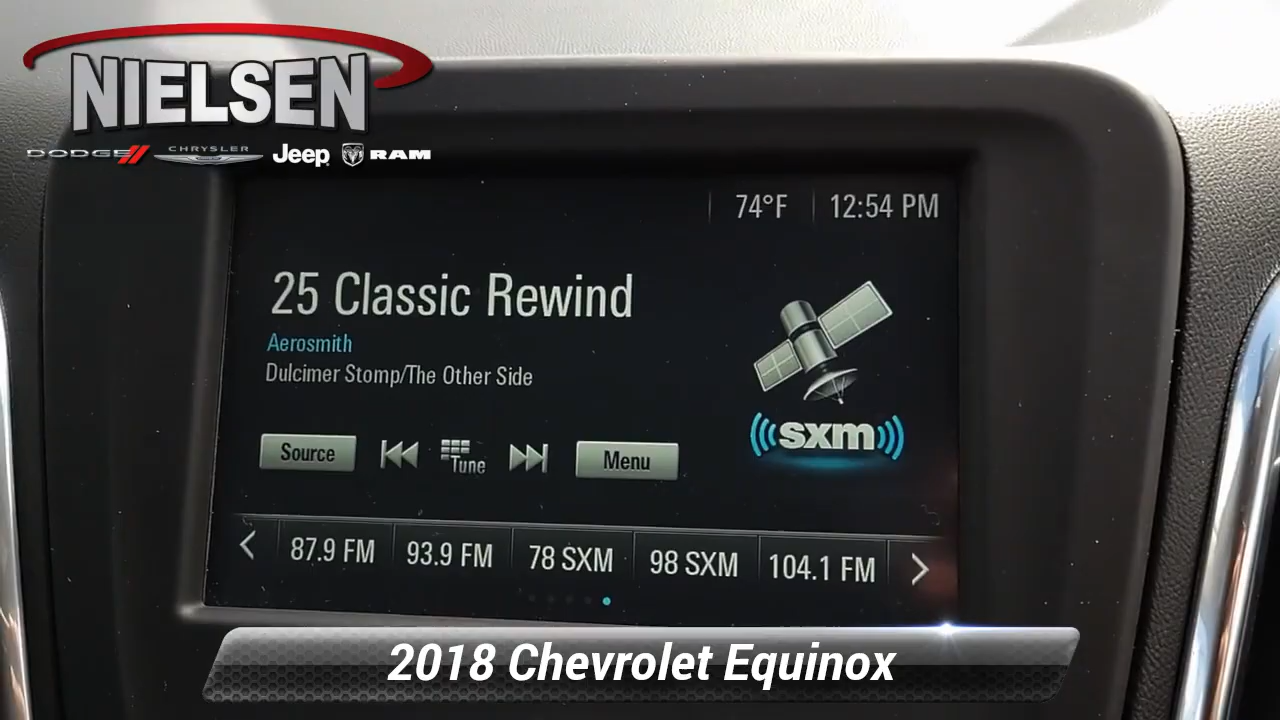 NIELSEN
DODGE CHRYSLER Jeep RAM
74°F 12:54 PM
25 Classic Rewind
Aerosmith
Dulcimer Stomp/The Other Side
Source Tune Menu
sxm
87.9 FM 93.9 FM 78 SXM 98 SXM 104.1 FM
2018 Chevrolet Equinox